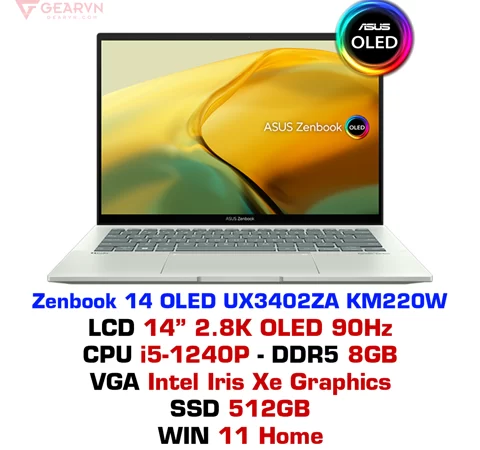 GEARVN
GEARVN.COM
ASUS
OLED
ASUS Zenbook OLED
ASUS Zenbook
Zenbook 14 OLED UX3402ZA KM220W
LCD 14” 2.8K OLED 90Hz
CPU i5-1240P - DDR5 8GB
VGA Intel Iris Xe Graphics
SSD 512GB
WIN 11 Home